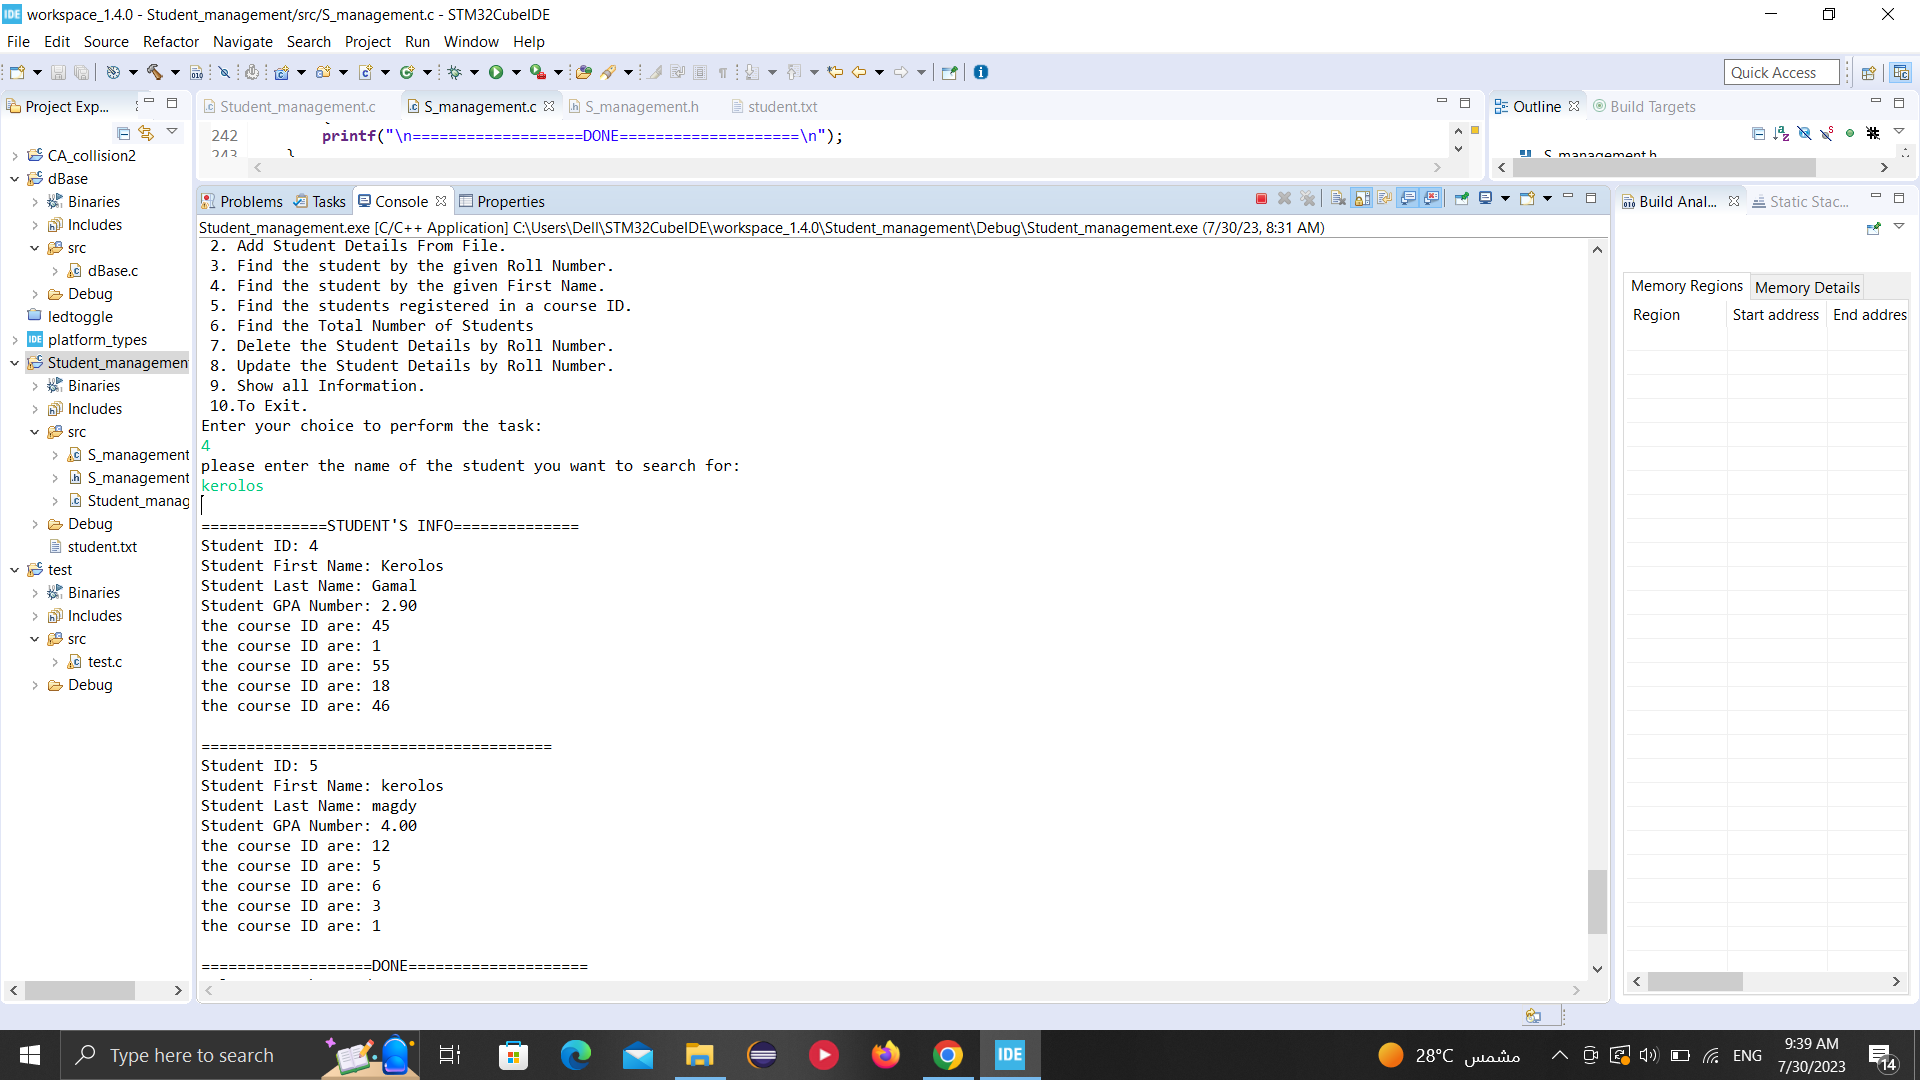 IDE workspace_1.4.0 - Student_management/src/S_management.c - STM32CubeIDE
File Edit Source Refactor Navigate Search Project Run Window Help
Quick Access
Project Exp...
CA_collision2
dBase
Binaries
Includes
src
dBase.c
Debug
ledtoggle
IDE platform_types
Student_managemen
Binaries
Includes
src
S_management
S_management
Student_manag
Debug
student.txt
test
Binaries
Includes
src
test.c
Debug
Student_management.c S_management.c S_management.h student.txt
242 printf("\n===================DONE====================\n");
243 }
Outline Build Targets
S_management.h
Problems Tasks Console Properties
Student_management.exe [C/C++ Application] C:\Users\Dell\STM32CubeIDE\workspace_1.4.0\Student_management\Debug\Student_management.exe (7/30/23, 8:31 AM)
2. Add Student Details From File.
3. Find the student by the given Roll Number.
4. Find the student by the given First Name.
5. Find the students registered in a course ID.
6. Find the Total Number of Students
7. Delete the Student Details by Roll Number.
8. Update the Student Details by Roll Number.
9. Show all Information.
10.To Exit.
Enter your choice to perform the task:
4
please enter the name of the student you want to search for:
kerolos
==============STUDENT'S INFO==============
Student ID: 4
Student First Name: Kerolos
Student Last Name: Gamal
Student GPA Number: 2.90
the course ID are: 45
the course ID are: 1
the course ID are: 55
the course ID are: 18
the course ID are: 46
=======================================
Student ID: 5
Student First Name: kerolos
Student Last Name: magdy
Student GPA Number: 4.00
the course ID are: 12
the course ID are: 5
the course ID are: 6
the course ID are: 3
the course ID are: 1
===================DONE====================
Build Anal... Static Stac...
Memory Regions Memory Details
Region Start address End addres
Type here to search
IDE
28°C مشمس
ENG
9:39 AM
7/30/2023
14